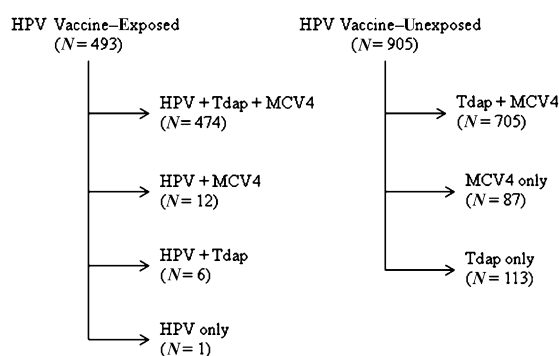 HPV Vaccine–Exposed
(N = 493)
HPV + Tdap + MCV4
(N = 474)
HPV + MCV4
(N = 12)
HPV + Tdap
(N = 6)
HPV only
(N = 1)
HPV Vaccine–Unexposed
(N = 905)
Tdap + MCV4
(N = 705)
MCV4 only
(N = 87)
Tdap only
(N = 113)